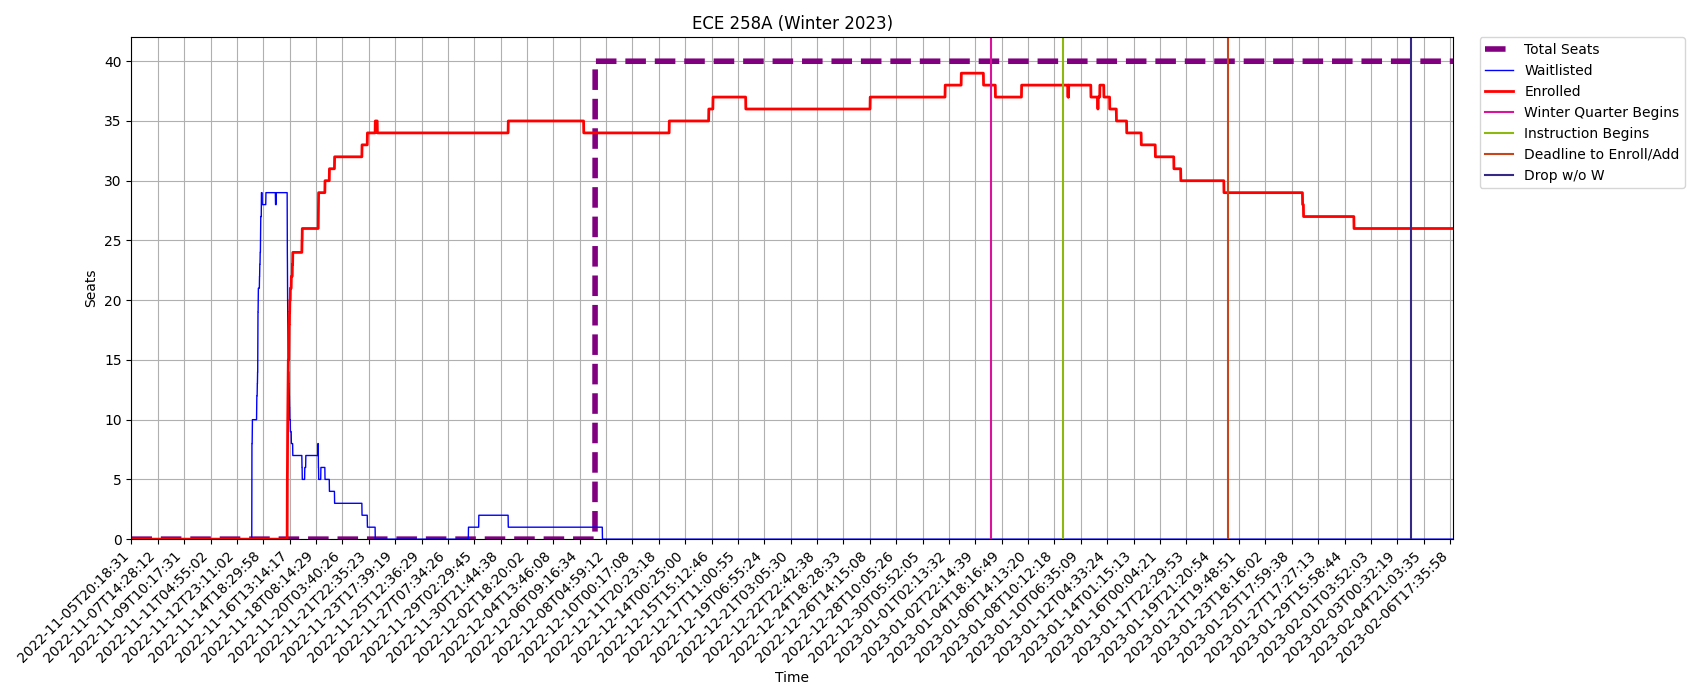 ECE 258A (Winter 2023)
Total Seats
Waitlisted
Enrolled
Winter Quarter Begins
Instruction Begins
Deadline to Enroll/Add
Drop w/o W
Seats
40
35
30
25
20
15
10
5
0
2022-11-05T20:18:31
2022-11-07T14:28:12
2022-11-09T10:17:31
2022-11-11T04:55:02
2022-11-12T23:11:02
2022-11-14T18:29:58
2022-11-16T13:14:17
2022-11-18T08:14:29
2022-11-20T03:40:26
2022-11-21T22:35:23
2022-11-23T17:39:19
2022-11-25T12:36:29
2022-11-27T07:34:26
2022-11-29T02:29:45
2022-11-30T21:44:38
2022-12-02T18:20:02
2022-12-04T13:46:08
2022-12-06T09:16:34
2022-12-08T04:59:12
2022-12-10T00:17:08
2022-12-11T20:23:18
2022-12-14T00:25:00
2022-12-15T15:12:46
2022-12-17T11:00:55
2022-12-19T06:55:24
2022-12-21T03:05:30
2022-12-22T22:42:38
2022-12-24T18:28:33
2022-12-26T14:15:08
2022-12-28T10:05:26
2022-12-30T05:52:05
2023-01-01T02:13:32
2023-01-02T22:14:39
2023-01-04T18:16:49
2023-01-06T14:13:20
2023-01-08T10:12:18
2023-01-10T06:35:09
2023-01-12T04:33:24
2023-01-14T01:15:13
2023-01-16T00:04:21
2023-01-17T22:29:53
2023-01-19T21:20:54
2023-01-21T19:48:51
2023-01-23T18:16:02
2023-01-25T17:59:38
2023-01-27T17:27:13
2023-01-29T15:58:44
2023-02-01T03:52:03
2023-02-03T00:32:19
2023-02-04T21:03:35
2023-02-06T17:35:58
Time